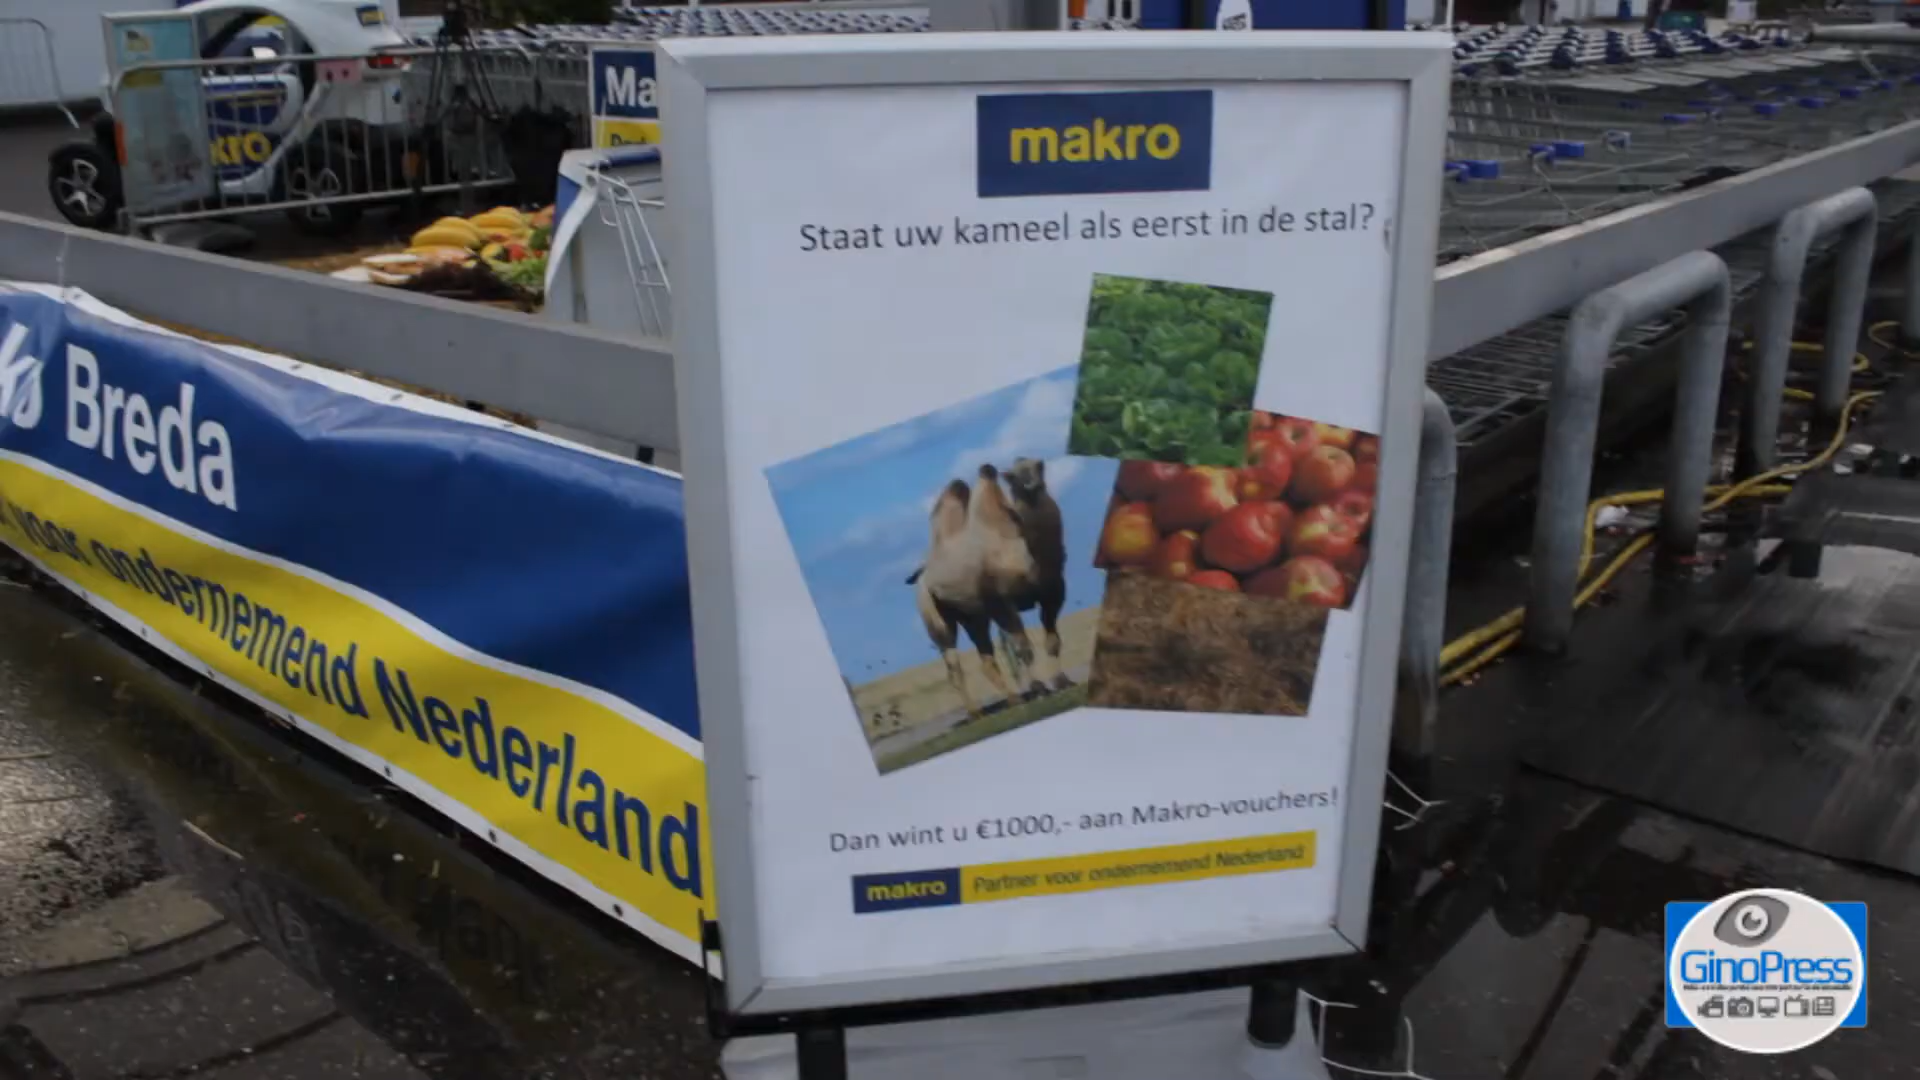 makro
Staat uw kameel als eerst in de stal?
Dan wint u €1000,- aan Makro-vouchers!
makro Partner voor ondernemend Nederland
Breda
voor ondernemend Nederland
Ma
kro
GinoPress